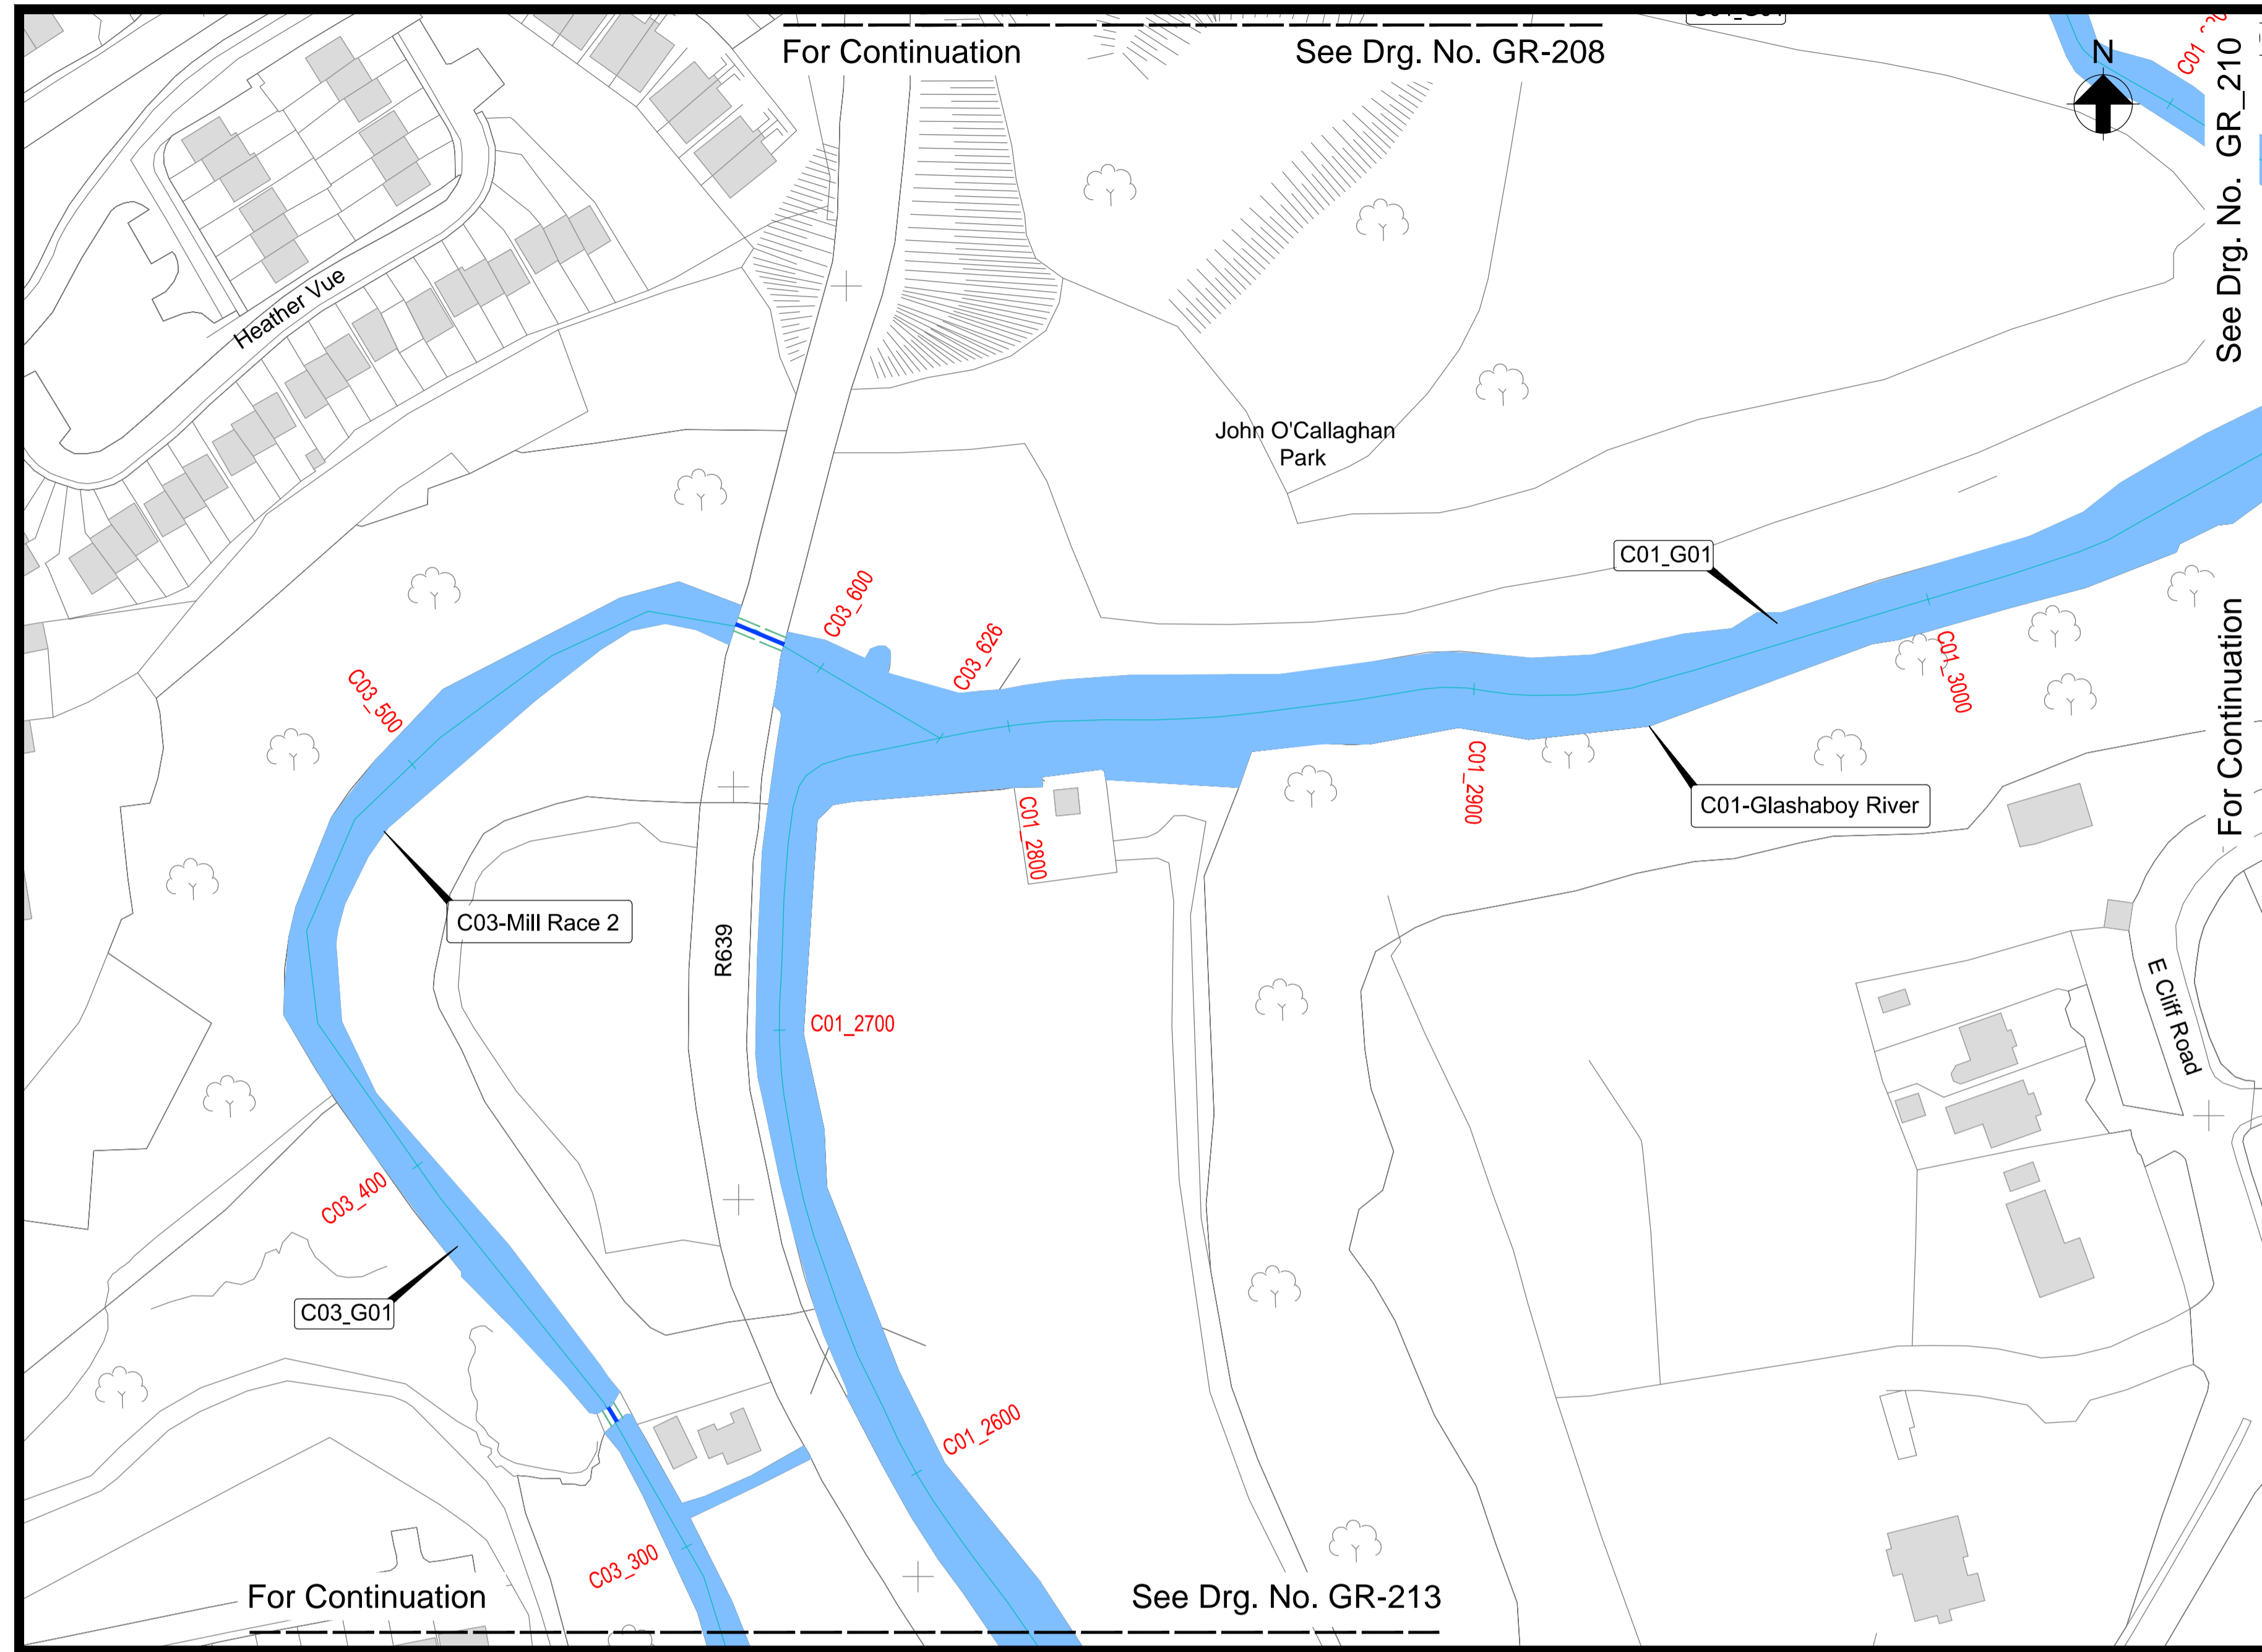 For Continuation
See Drg. No. GR-208
N
See Drg. No. GR_210
Heather Vue
John O'Callaghan
Park
C01_G01
C03_600
C03_626
For Continuation
C01_3000
C03_500
C01_2900
C01-Glashaboy River
C01_2800
C03-Mill Race 2
R639
C01_2700
E Cliff Road
C03_400
C03_G01
C01_2600
C03_300
For Continuation
See Drg. No. GR-213